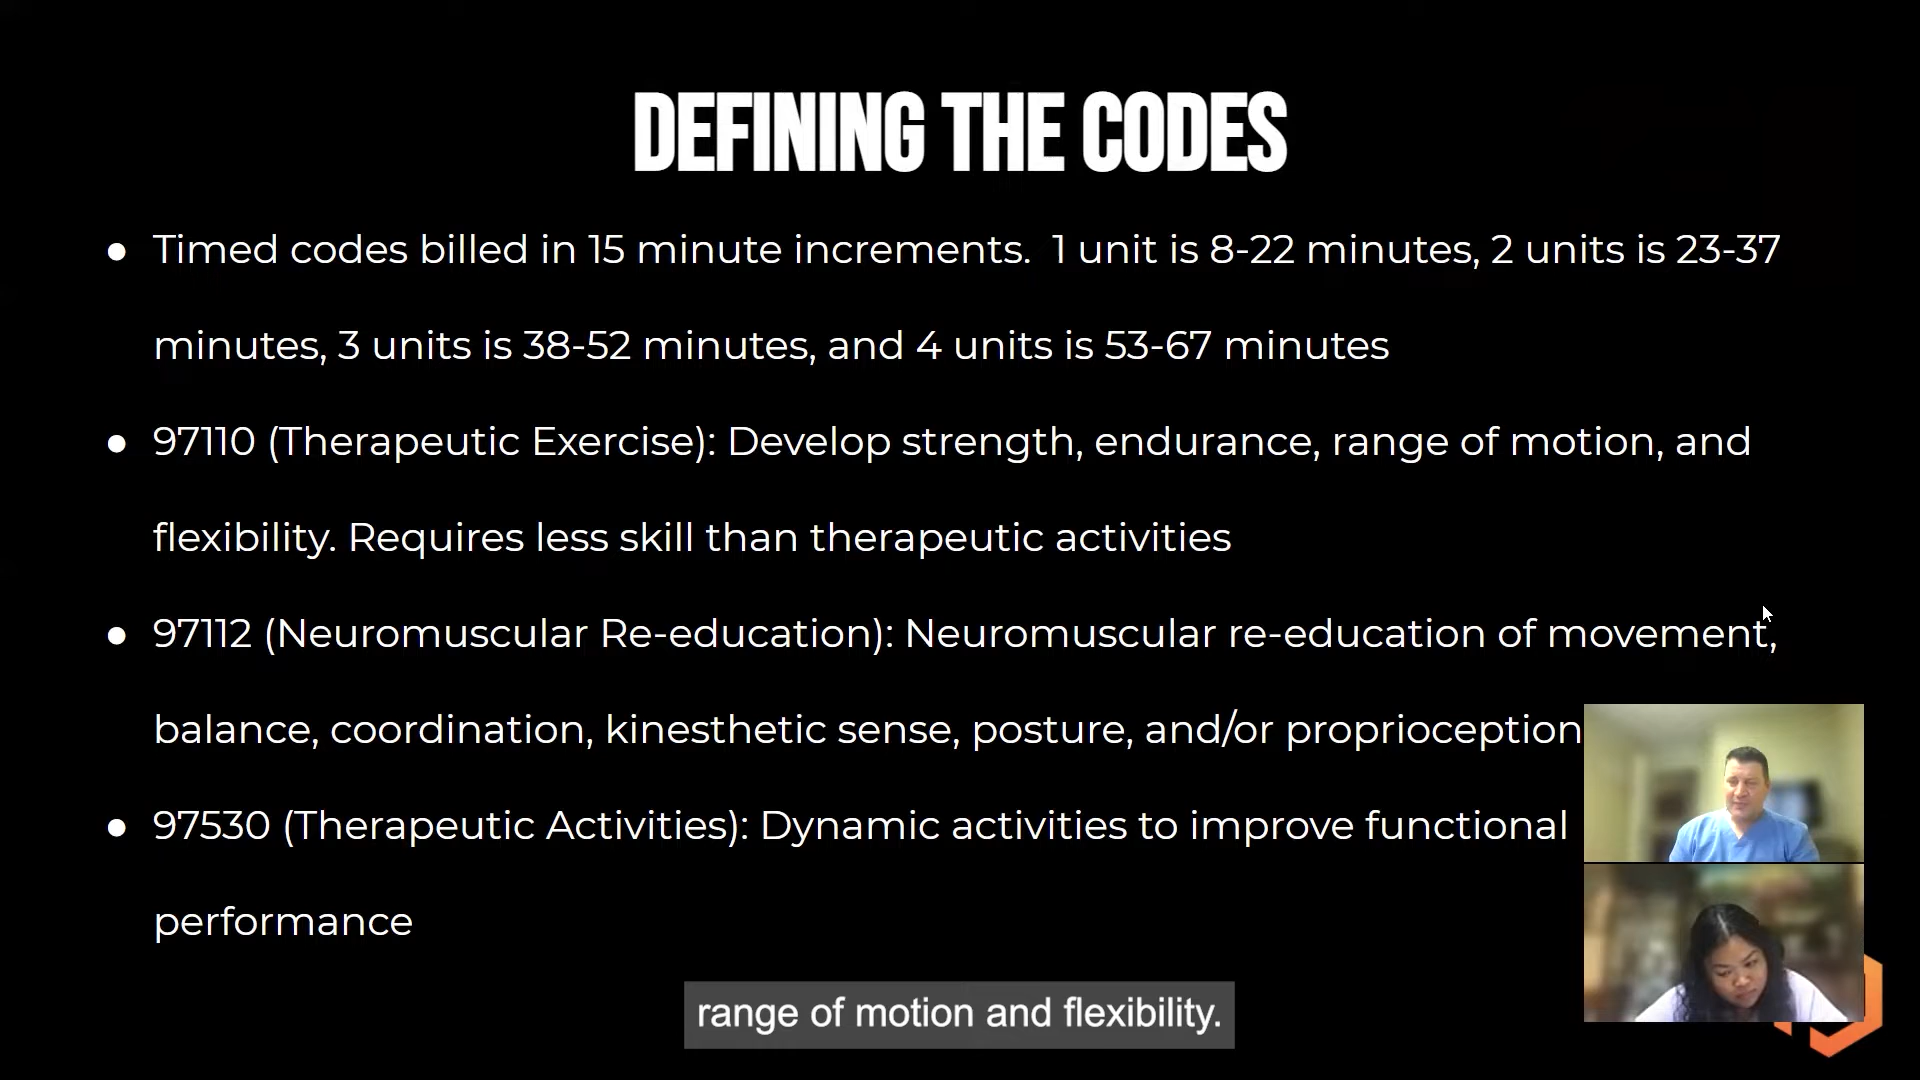 DEFINING THE CODES
● Timed codes billed in 15 minute increments.  1 unit is 8-22 minutes, 2 units is 23-37
minutes, 3 units is 38-52 minutes, and 4 units is 53-67 minutes
● 97110 (Therapeutic Exercise): Develop strength, endurance, range of motion, and
flexibility. Requires less skill than therapeutic activities
● 97112 (Neuromuscular Re-education): Neuromuscular re-education of movement,
balance, coordination, kinesthetic sense, posture, and/or proprioception
● 97530 (Therapeutic Activities): Dynamic activities to improve functional
performance
range of motion and flexibility.